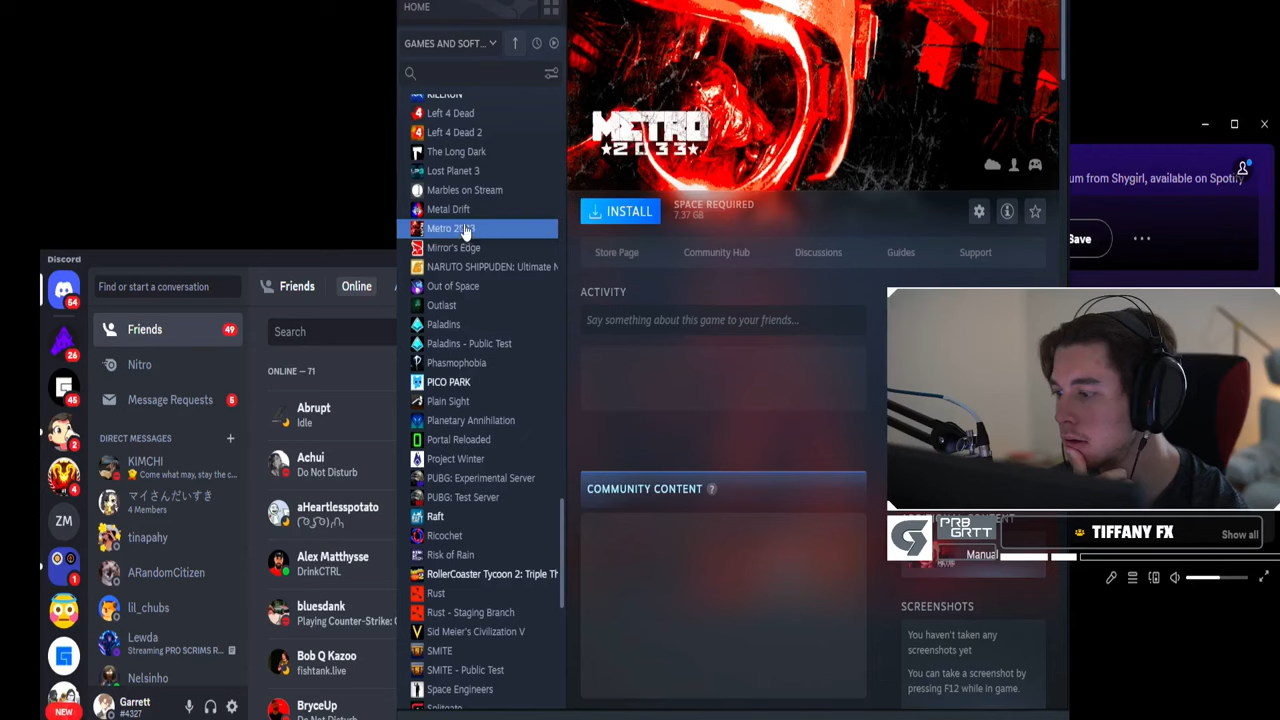 HOME
GAMES AND SOFT...
Left 4 Dead
Left 4 Dead 2
The Long Dark
Lost Planet 3
Marbles on Stream
Metal Drift
Metro
Mirror's Edge
NARUTO SHIPPUDEN: Ultimate N
Out of Space
Outlast
Paladins
Paladins - Public Test
Phasmophobia
PICO PARK
Plain Sight
Planetary Annihilation
Portal Reloaded
Project Winter
PUBG: Experimental Server
PUBG: Test Server
Raft
Ricochet
Risk of Rain
RollerCoaster Tycoon 2: Triple Th
Rust
Rust - Staging Branch
Sid Meier's Civilization V
SMITE
SMITE - Public Test
Space Engineers
Splitgate
METRO
2033
INSTALL
SPACE REQUIRED
7.37 GB
Store Page
Community Hub
Discussions
Guides
Support
ACTIVITY
Say something about this game to your friends...
COMMUNITY CONTENT ?
SCREENSHOTS
You haven't taken any
screenshots yet
You can take a screenshot by
pressing F12 while in game.
um from Shygirl, available on Spotify
Save
PRB
GRTT
Manual
TIFFANY FX
Show all
Discord
54
26
45
2
4
ZM
1
NEW
Find or start a conversation
Friends
49
Nitro
Message Requests
5
DIRECT MESSAGES
KIMCHI
Come what may, stay the c...
マイさんだいすき
4 Members
tinapahy
ARandomCitizen
lil_chubs
Lewda
Streaming PRO SCRIMS R...
Nelsinho
Garrett
#4327
Friends
Online
Search
ONLINE — 71
Abrupt
Idle
Achui
Do Not Disturb
aHeartlesspotato
Alex Matthysse
DrinkCTRL
bluesdank
Playing Counter-Strike: G
Bob Q Kazoo
fishtank.live
BryceUp
Do Not Disturb